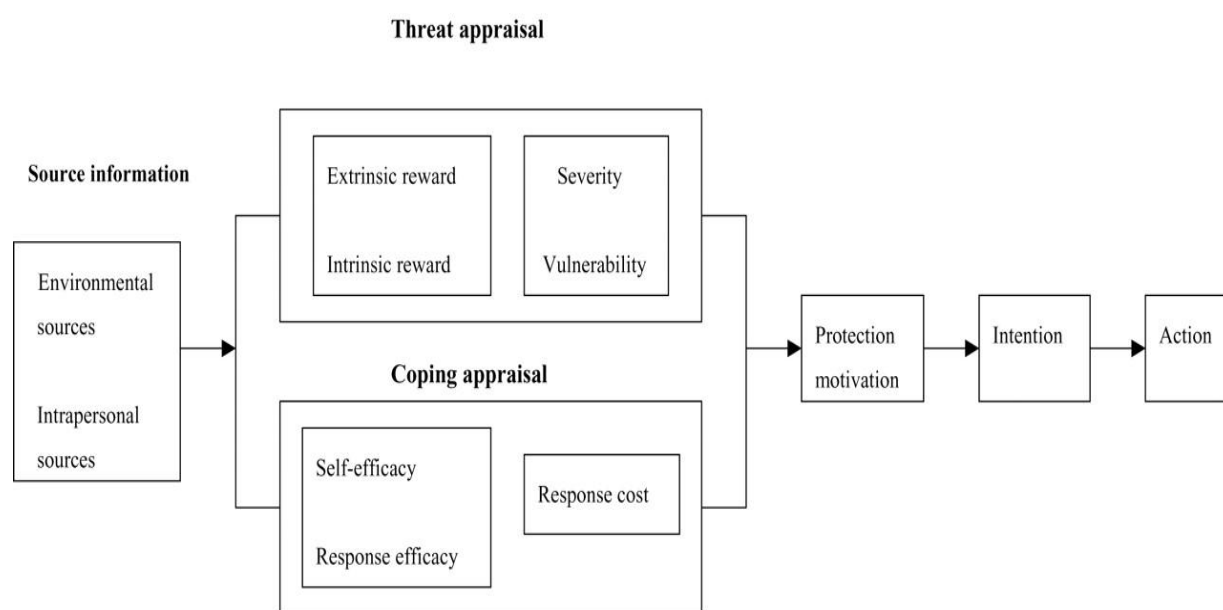 Threat appraisal
Source information
Extrinsic reward
Intrinsic reward
Severity
Vulnerability
Environmental
sources
Intrapersonal
sources
Coping appraisal
Self-efficacy
Response efficacy
Response cost
Protection
motivation
Intention
Action